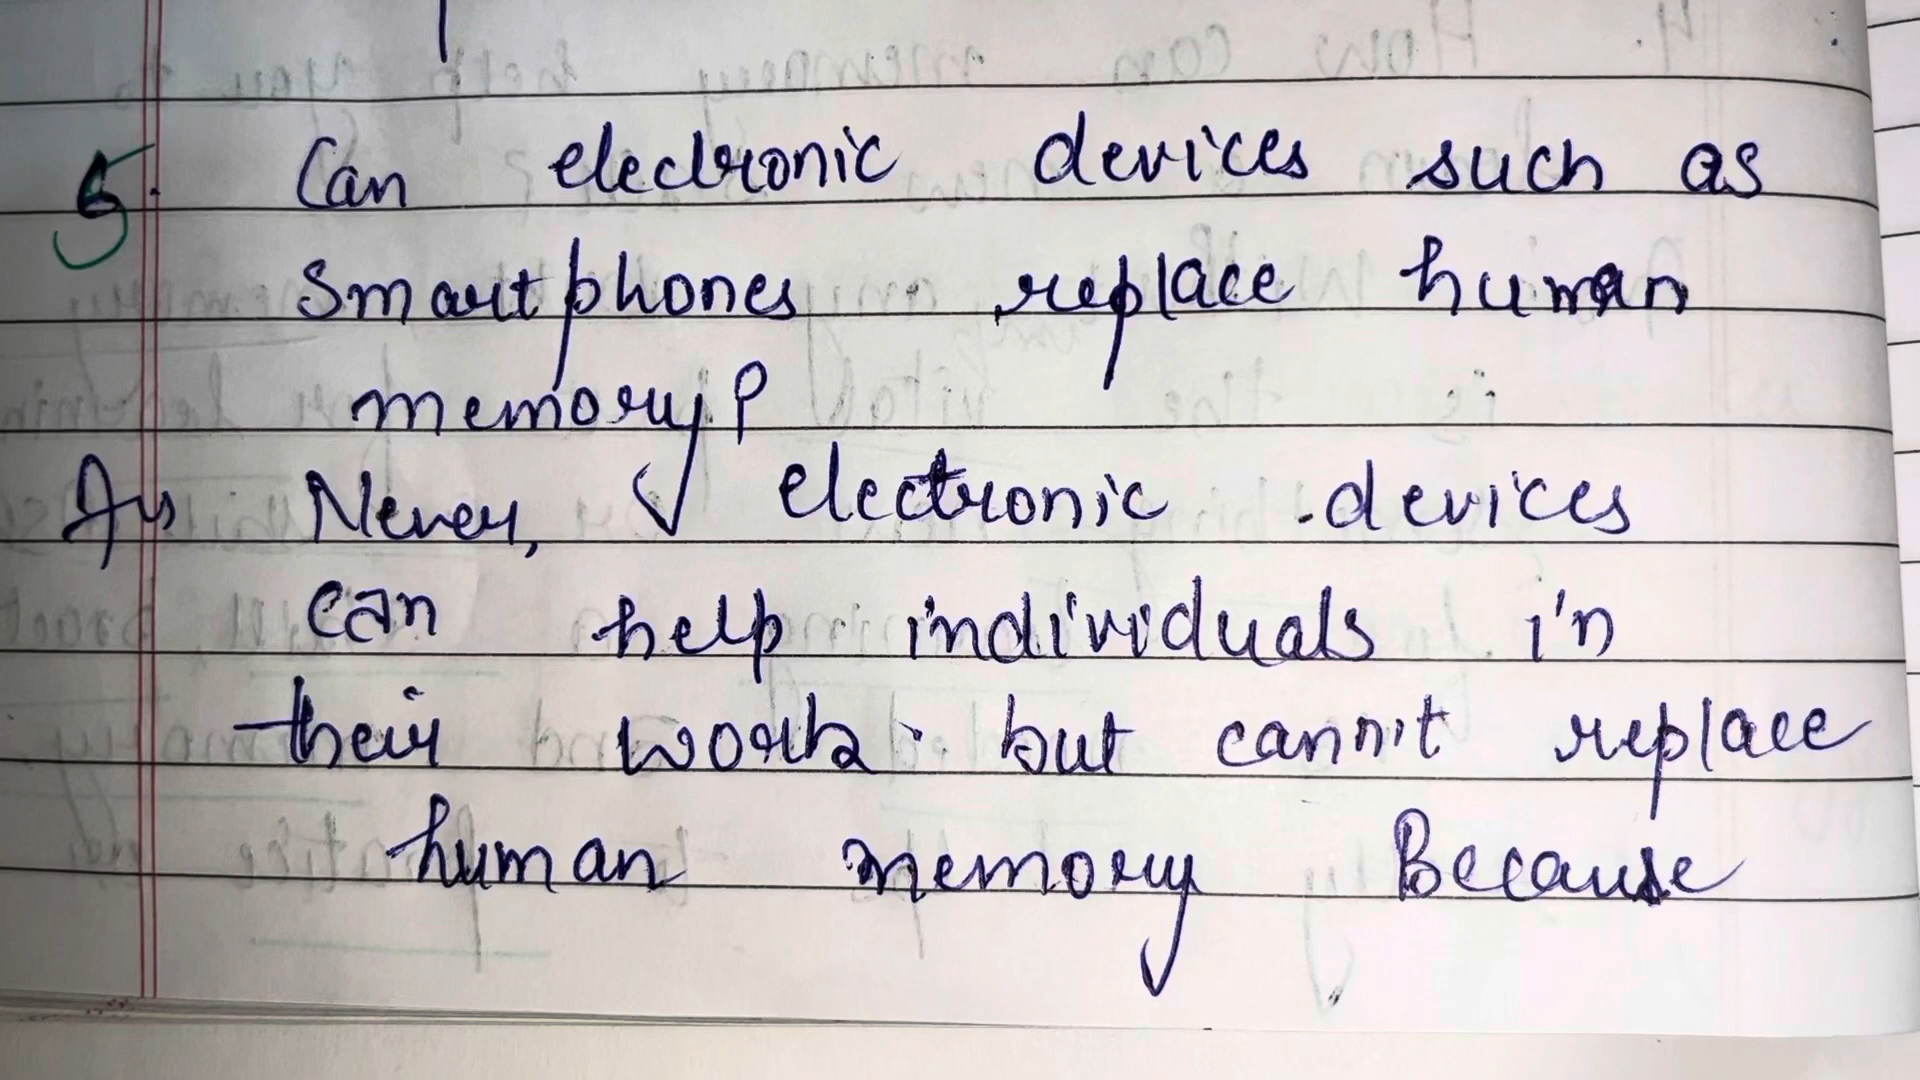 5. Can electronic devices such as
smartphones replace human
memory?
Ans Never, electronic devices
can help individuals in
their work but cannit replace
human memory Because